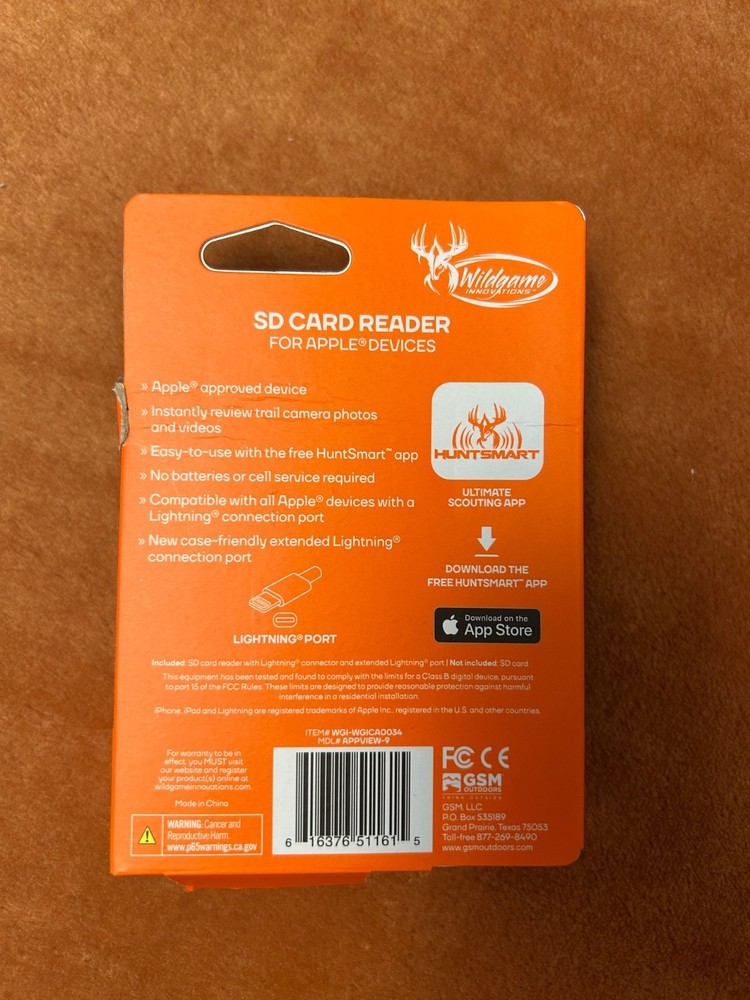 Wildgame
INNOVATIONS™
SD CARD READER
FOR APPLE® DEVICES
» Apple® approved device
» Instantly review trail camera photos
and videos
» Easy-to-use with the free HuntSmart™ app
» No batteries or cell service required
» Compatible with all Apple® devices with a
Lightning® connection port
» New case-friendly extended Lightning®
connection port
LIGHTNING® PORT
HUNTSMART
ULTIMATE
SCOUTING APP
DOWNLOAD THE
FREE HUNTSMART™ APP
Download on the
App Store
Included: SD card reader with Lightning® connector and extended Lightning® port | Not included: SD card
This equipment has been tested and found to comply with the limits for a Class B digital device, pursuant
to part 15 of the FCC Rules. These limits are designed to provide reasonable protection against harmful
interference in a residential installation.
iPhone, iPad and Lightning are registered trademarks of Apple Inc., registered in the U.S. and other countries.
ITEM# WGI-WGICA0034
MDL# APPVIEW-9
For warranty to be in
effect, you MUST visit
our website and register
your product(s) online at
wildgameinnovations.com
Made in China
WARNING: Cancer and
Reproductive Harm.
www.p65warnings.ca.gov
6 16376 51161 5
FC CE
GSM
OUTDOORS
THINK OUTSIDE
GSM, LLC
P.O. Box 535189
Grand Prairie, Texas 75053
Toll-free 877-269-8490
www.gsmoutdoors.com